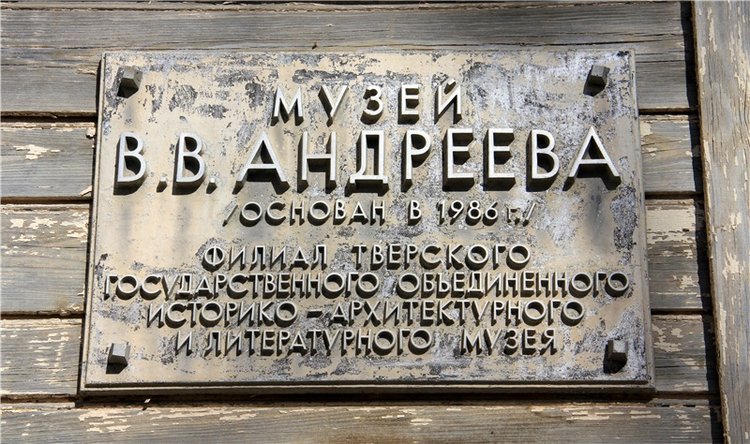 МУЗЕЙ
В.В. АНДРЕЕВА
/ОСНОВАН В 1986 г./
ФИЛИАЛ ТВЕРСКОГО
ГОСУДАРСТВЕННОГО ОБЪЕДИНЕННОГО
ИСТОРИКО-АРХИТЕКТУРНОГО
И ЛИТЕРАТУРНОГО МУЗЕЯ